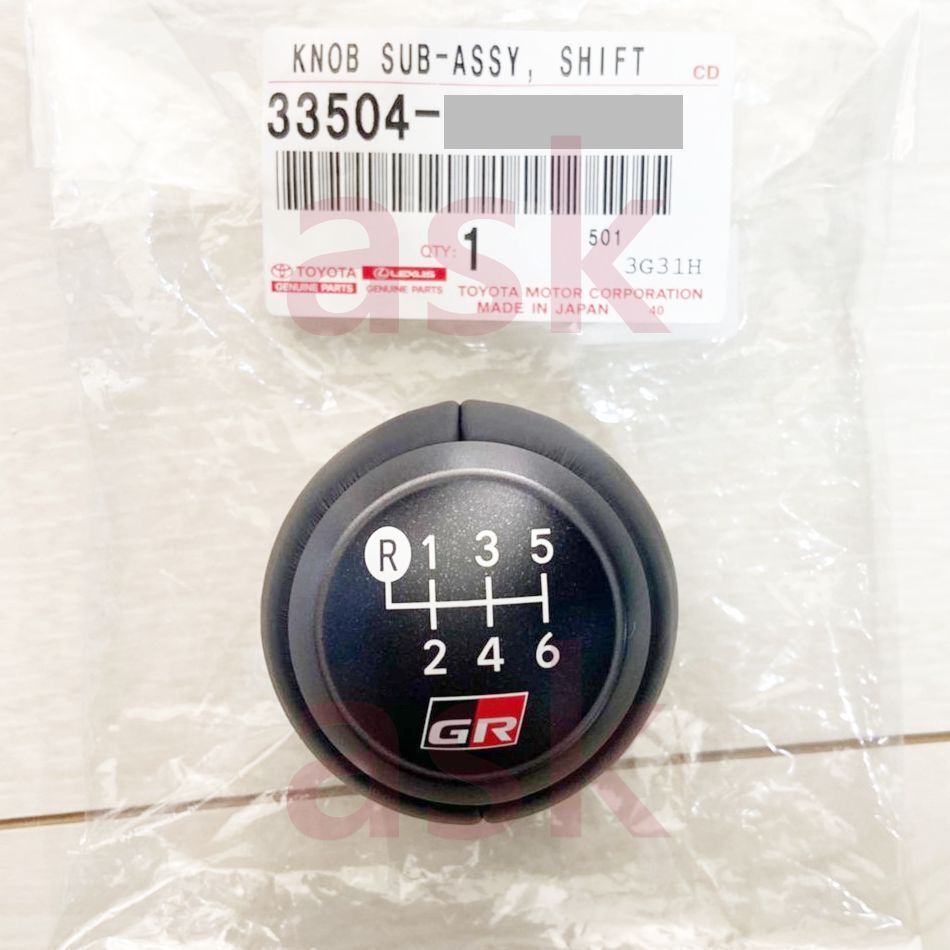 KNOB SUB-ASSY, SHIFT
CD
33504-
QTY: 1
501
3G31H
TOYOTA
GENUINE PARTS
LEXUS
GENUINE PARTS
TOYOTA MOTOR CORPORATION
MADE IN JAPAN 40
ask
R 1 3 5
2 4 6
GR
ask